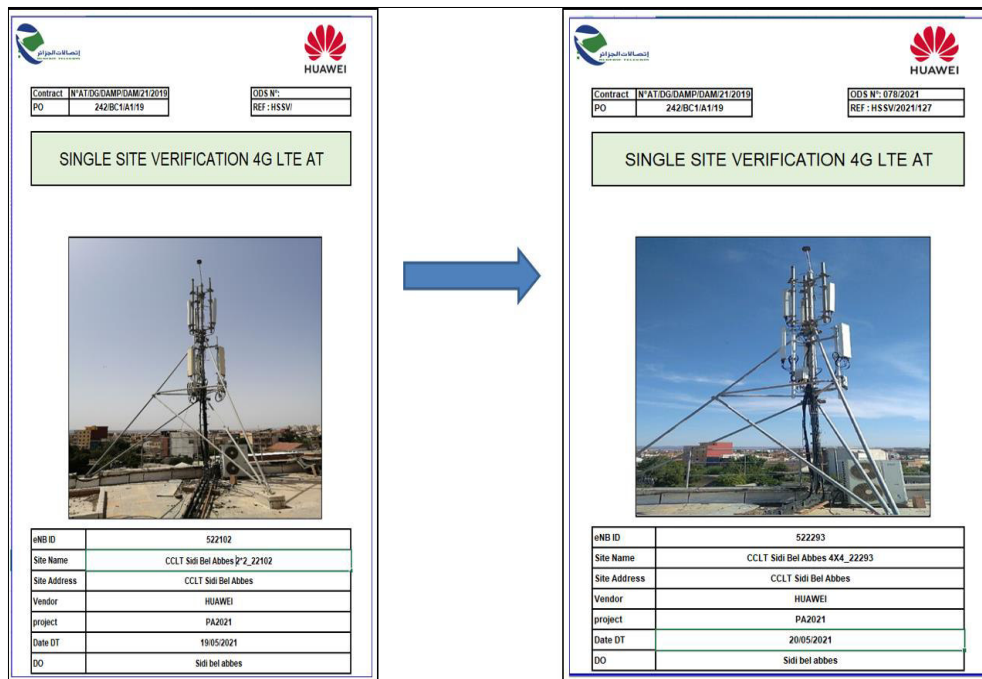 اتصالات الجزائر
HUAWEI
Contract N°AT/DG/DAMP/DAM/21/2019
PO 242/BC1/A1/19
ODS N°:
REF : HSSV/
SINGLE SITE VERIFICATION 4G LTE AT
eNB ID 522102
Site Name CCLT Sidi Bel Abbes 2*2_22102
Site Address CCLT Sidi Bel Abbes
Vendor HUAWEI
project PA2021
Date DT 19/05/2021
DO Sidi bel abbes
اتصالات الجزائر
HUAWEI
Contract N°AT/DG/DAMP/DAM/21/2019
PO 242/BC1/A1/19
ODS N°: 078/2021
REF : HSSV/2021/127
SINGLE SITE VERIFICATION 4G LTE AT
eNB ID 522293
Site Name CCLT Sidi Bel Abbes 4X4_22293
Site Address CCLT Sidi Bel Abbes
Vendor HUAWEI
project PA2021
Date DT 20/05/2021
DO Sidi bel abbes